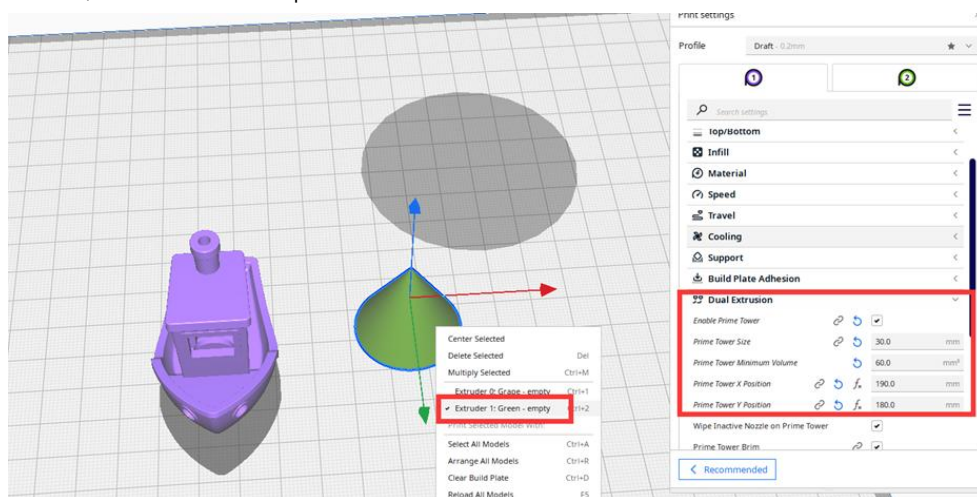 Print settings
Profile
Draft - 0.2mm
1
2
Search settings
Top/Bottom
Infill
Material
Speed
Travel
Cooling
Support
Build Plate Adhesion
Dual Extrusion
Enable Prime Tower
Prime Tower Size 30.0 mm
Prime Tower Minimum Volume 60.0 mm³
Prime Tower X Position 190.0 mm
Prime Tower Y Position 180.0 mm
Wipe Inactive Nozzle on Prime Tower
Prime Tower Brim
Recommended
Center Selected
Delete Selected Del
Multiply Selected Ctrl+M
Extruder 0: Grape - empty Ctrl+1
Extruder 1: Green - empty Ctrl+2
Print Selected Model With:
Select All Models Ctrl+A
Arrange All Models Ctrl+R
Clear Build Plate Ctrl+D
Reload All Models F5